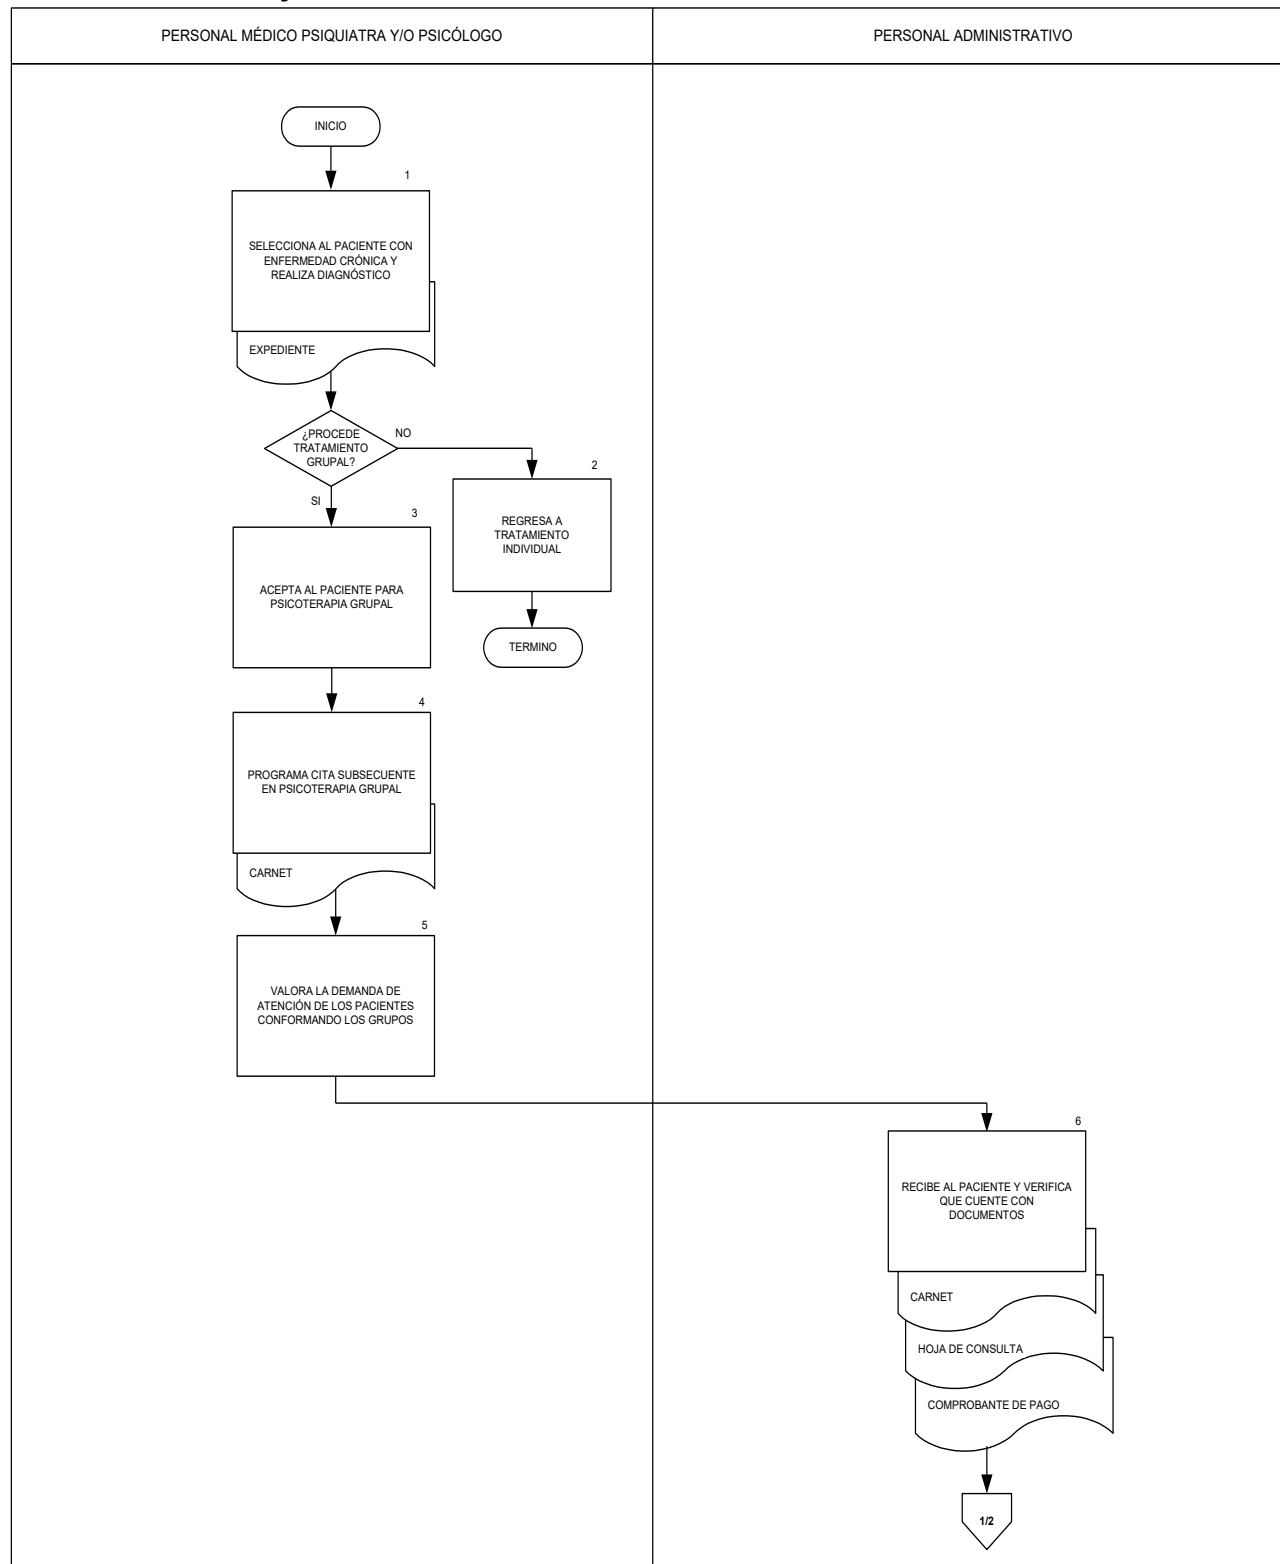 PERSONAL MÉDICO PSIQUIATRA Y/O PSICÓLOGO
PERSONAL ADMINISTRATIVO
INICIO
1
SELECCIONA AL PACIENTE CON
ENFERMEDAD CRÓNICA Y
REALIZA DIAGNÓSTICO
EXPEDIENTE
¿PROCEDE
TRATAMIENTO
GRUPAL?
NO
2
REGRESA A
TRATAMIENTO
INDIVIDUAL
TERMINO
SI
3
ACEPTA AL PACIENTE PARA
PSICOTERAPIA GRUPAL
4
PROGRAMA CITA SUBSECUENTE
EN PSICOTERAPIA GRUPAL
CARNET
5
VALORA LA DEMANDA DE
ATENCIÓN DE LOS PACIENTES
CONFORMANDO LOS GRUPOS
6
RECIBE AL PACIENTE Y VERIFICA
QUE CUENTE CON
DOCUMENTOS
CARNET
HOJA DE CONSULTA
COMPROBANTE DE PAGO
1/2